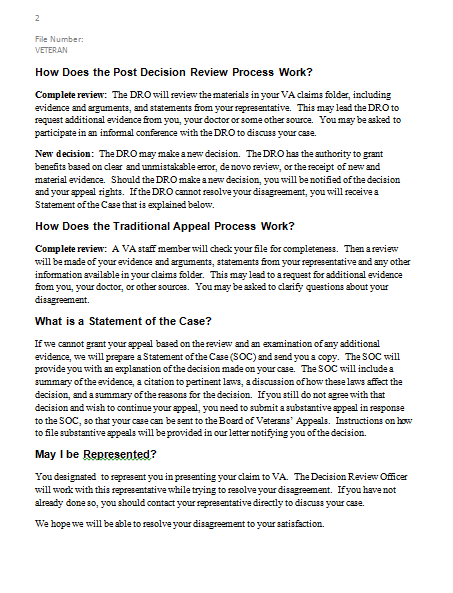 2
File Number:
VETERAN
How Does the Post Decision Review Process Work?
Complete review:  The DRO will review the materials in your VA claims folder, including
evidence and arguments, and statements from your representative.  This may lead the DRO to
request additional evidence from you, your doctor or some other source.  You may be asked to
participate in an informal conference with the DRO to discuss your case.
New decision:  The DRO may make a new decision.  The DRO has the authority to grant
benefits based on clear and unmistakable error, de novo review, or the receipt of new and
material evidence.  Should the DRO make a new decision, you will be notified of the decision
and your appeal rights.  If the DRO cannot resolve your disagreement, you will receive a
Statement of the Case that is explained below.
How Does the Traditional Appeal Process Work?
Complete review:  A VA staff member will check your file for completeness.  Then a review
will be made of your evidence and arguments, statements from your representative and any other
information available in your claims folder.  This may lead to a request for additional evidence
from you, your doctor, or other sources.  You may be asked to clarify questions about your
disagreement.
What is a Statement of the Case?
If we cannot grant your appeal based on the review and an examination of any additional
evidence, we will prepare a Statement of the Case (SOC) and send you a copy.  The SOC will
provide you with an explanation of the decision made on your case.  The SOC will include a
summary of the evidence, a citation to pertinent laws, a discussion of how these laws affect the
decision, and a summary of the reasons for the decision.  If you still do not agree with that
decision and wish to continue your appeal, you need to submit a substantive appeal in response
to the SOC, so that your case can be sent to the Board of Veterans' Appeals.  Instructions on how
to file substantive appeals will be provided in our letter notifying you of the decision.
May I be Represented?
You designated  to represent you in presenting your claim to VA.  The Decision Review Officer
will work with this representative while trying to resolve your disagreement.  If you have not
already done so, you should contact your representative directly to discuss your case.
We hope we will be able to resolve your disagreement to your satisfaction.